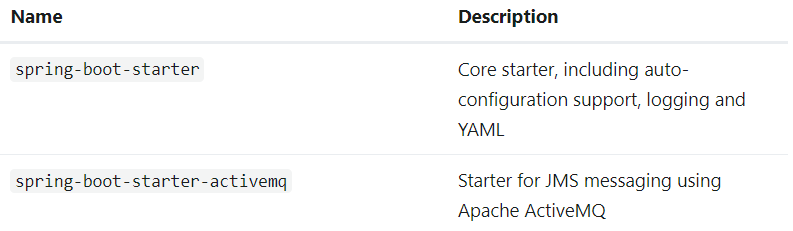 Name Description
spring-boot-starter Core starter, including auto-
configuration support, logging and
YAML
spring-boot-starter-activemq Starter for JMS messaging using
Apache ActiveMQ